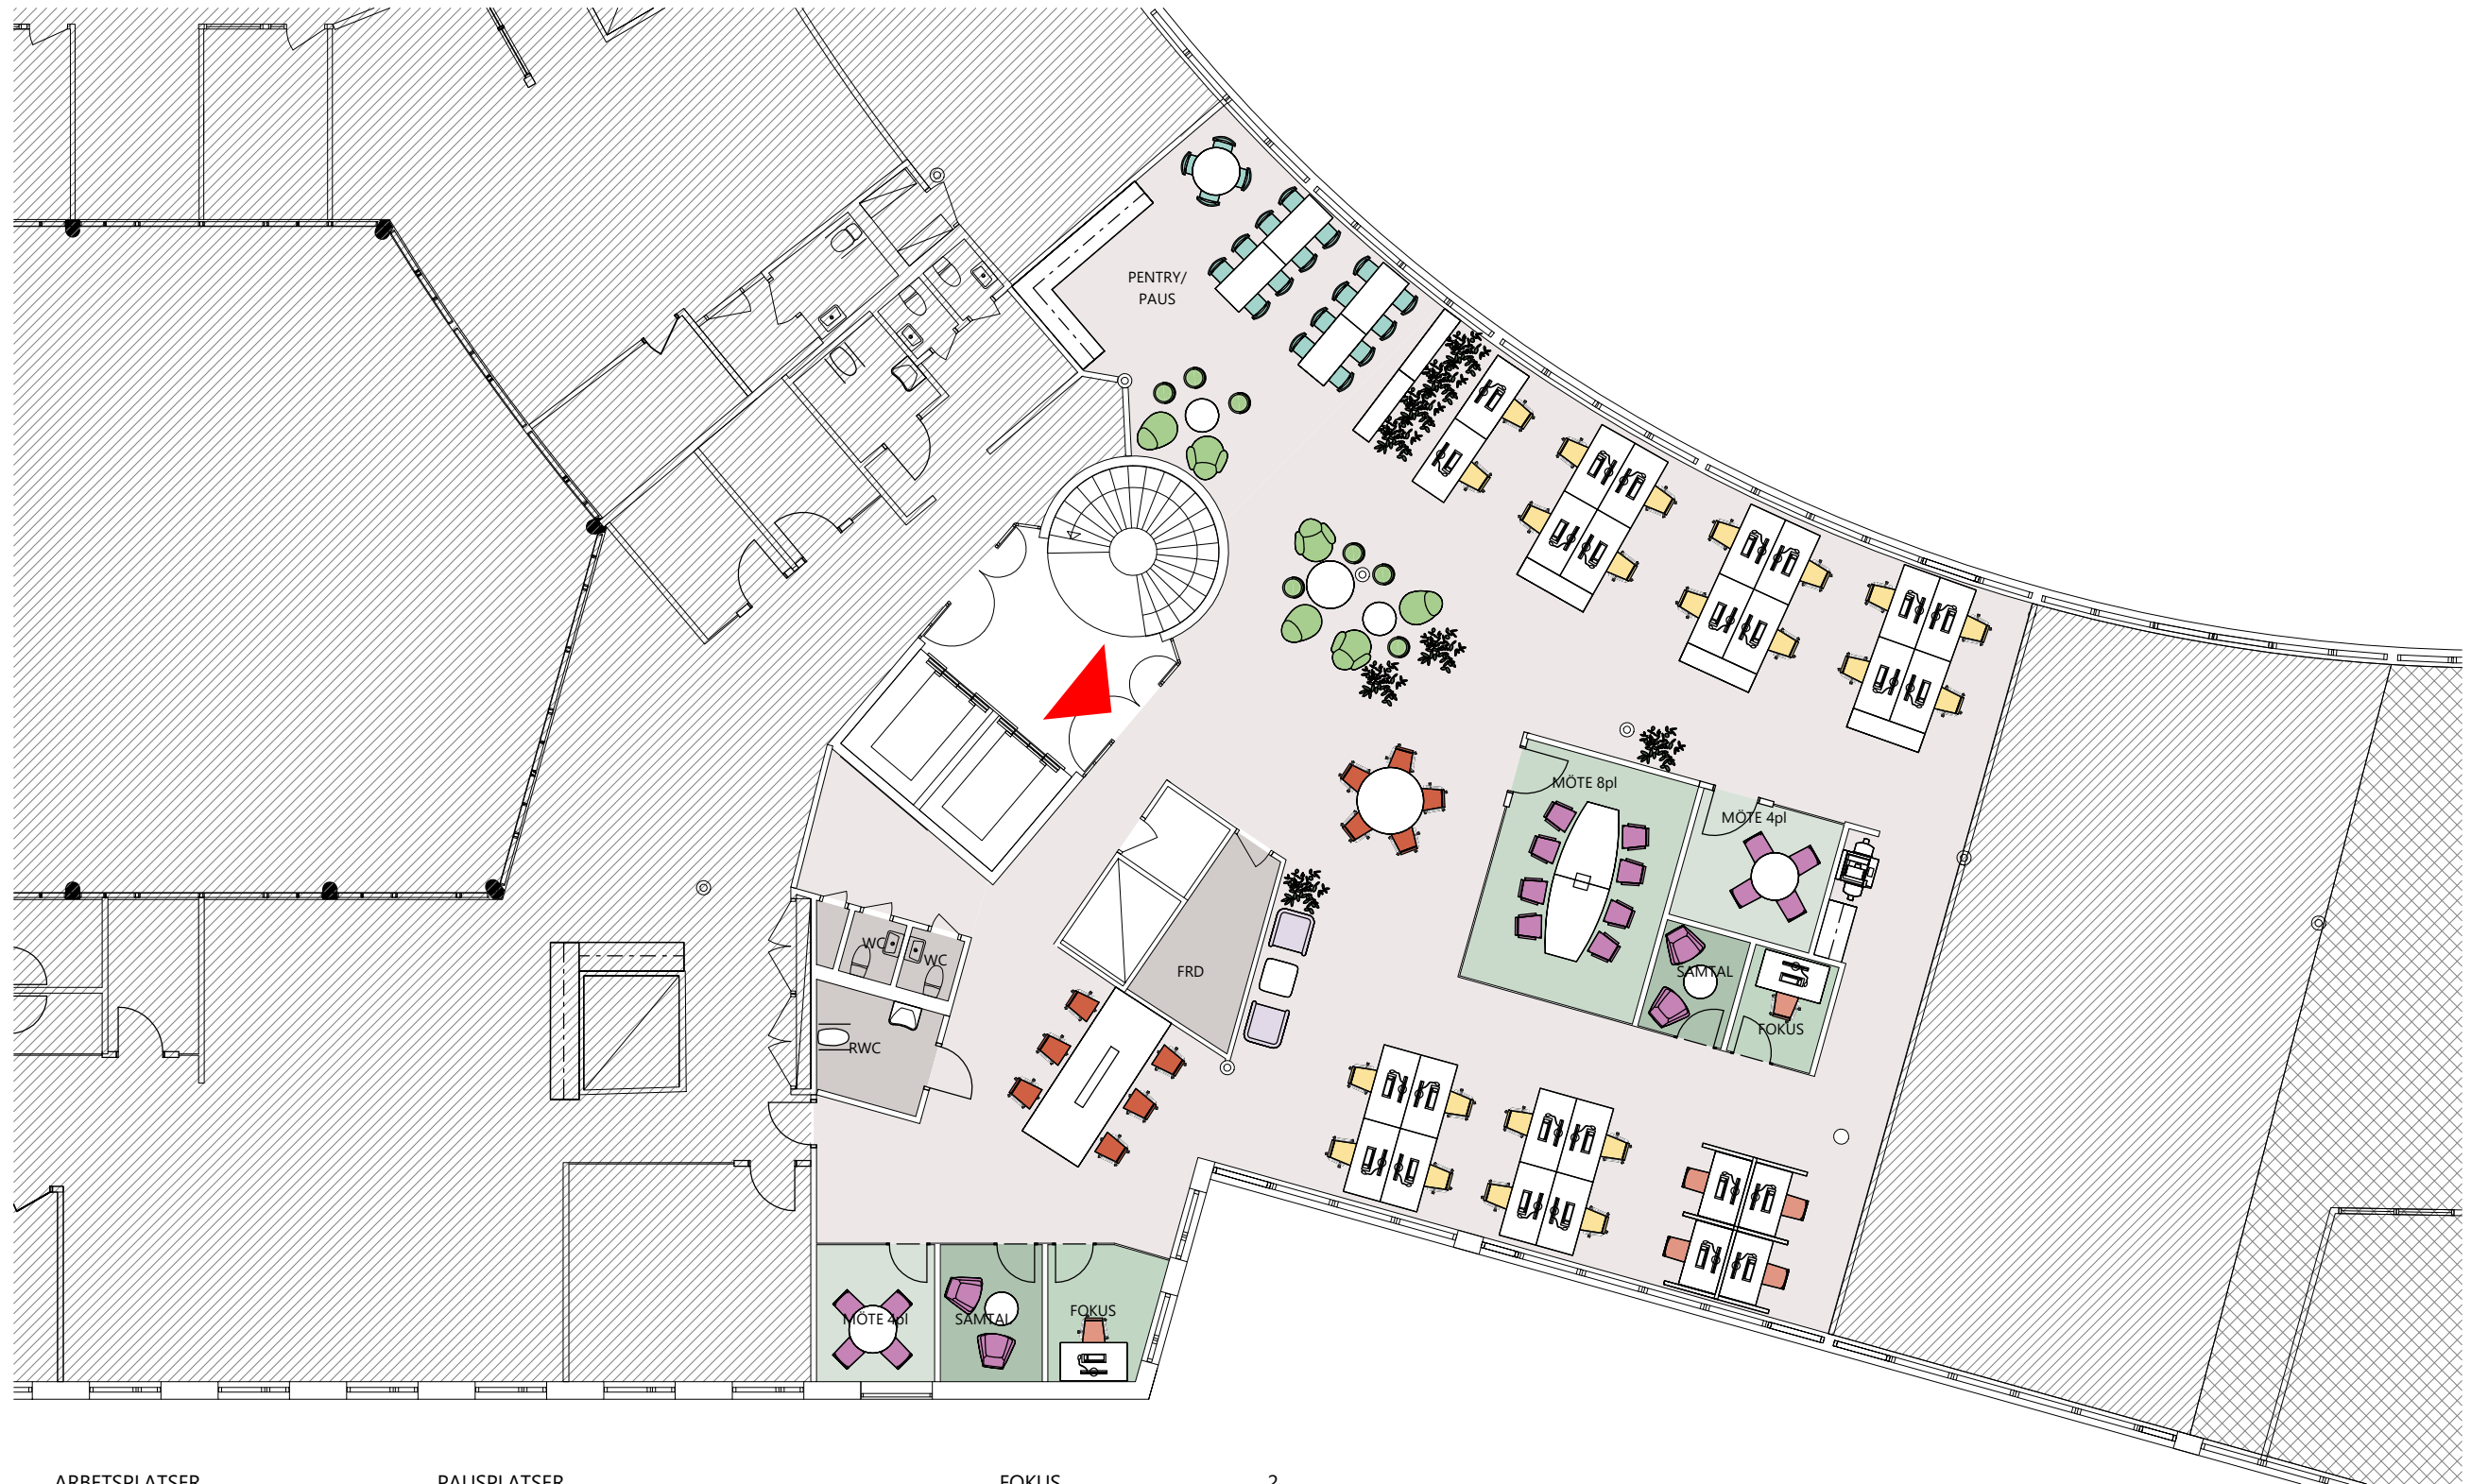 PENTRY/
PAUS
MÖTE 8pl
MÖTE 4pl
WC
WC
FRD
SAMTAL
FOKUS
RWC
FOKUS
MÖTE 4pl
SAMTAL
ARBETSPLATSER
PAUSPLATSER
FOKUS
2